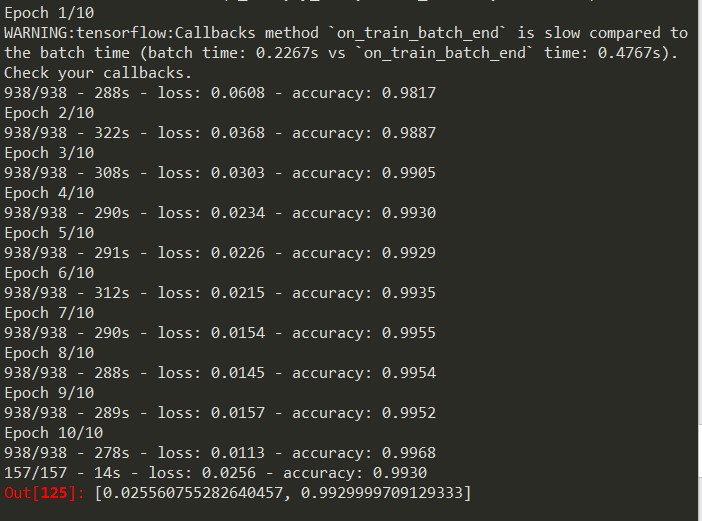 Epoch 1/10
WARNING:tensorflow:Callbacks method `on_train_batch_end` is slow compared to
the batch time (batch time: 0.2267s vs `on_train_batch_end` time: 0.4767s).
Check your callbacks.
938/938 - 288s - loss: 0.0608 - accuracy: 0.9817
Epoch 2/10
938/938 - 322s - loss: 0.0368 - accuracy: 0.9887
Epoch 3/10
938/938 - 308s - loss: 0.0303 - accuracy: 0.9905
Epoch 4/10
938/938 - 290s - loss: 0.0234 - accuracy: 0.9930
Epoch 5/10
938/938 - 291s - loss: 0.0226 - accuracy: 0.9929
Epoch 6/10
938/938 - 312s - loss: 0.0215 - accuracy: 0.9935
Epoch 7/10
938/938 - 290s - loss: 0.0154 - accuracy: 0.9955
Epoch 8/10
938/938 - 288s - loss: 0.0145 - accuracy: 0.9954
Epoch 9/10
938/938 - 289s - loss: 0.0157 - accuracy: 0.9952
Epoch 10/10
938/938 - 278s - loss: 0.0113 - accuracy: 0.9968
157/157 - 14s - loss: 0.0256 - accuracy: 0.9930
Out[125]: [0.025560755282640457, 0.9929999709129333]